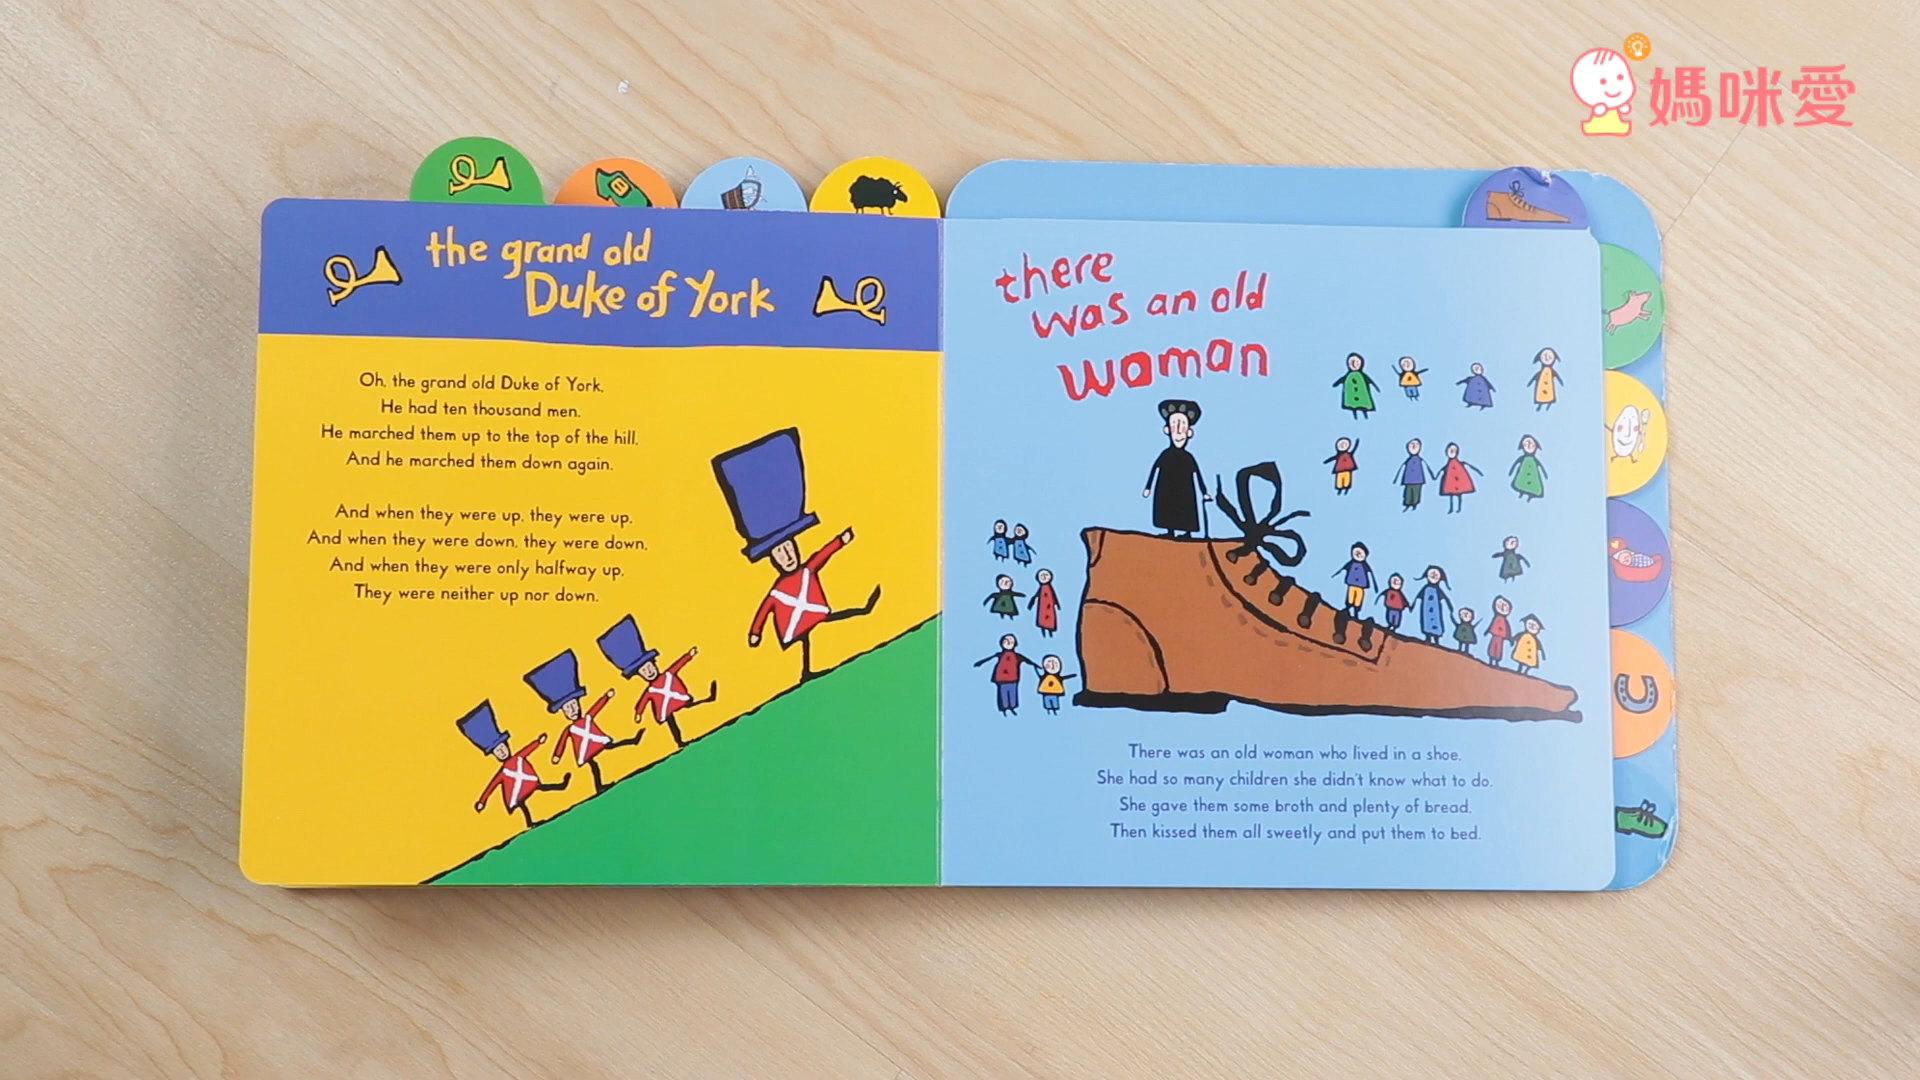 媽咪愛
the grand old
Duke of York
Oh, the grand old Duke of York,
He had ten thousand men.
He marched them up to the top of the hill,
And he marched them down again.
And when they were up, they were up,
And when they were down, they were down,
And when they were only halfway up,
They were neither up nor down.
there
was an old
woman
There was an old woman who lived in a shoe,
She had so many children she didn't know what to do.
She gave them some broth and plenty of bread,
Then kissed them all sweetly and put them to bed.